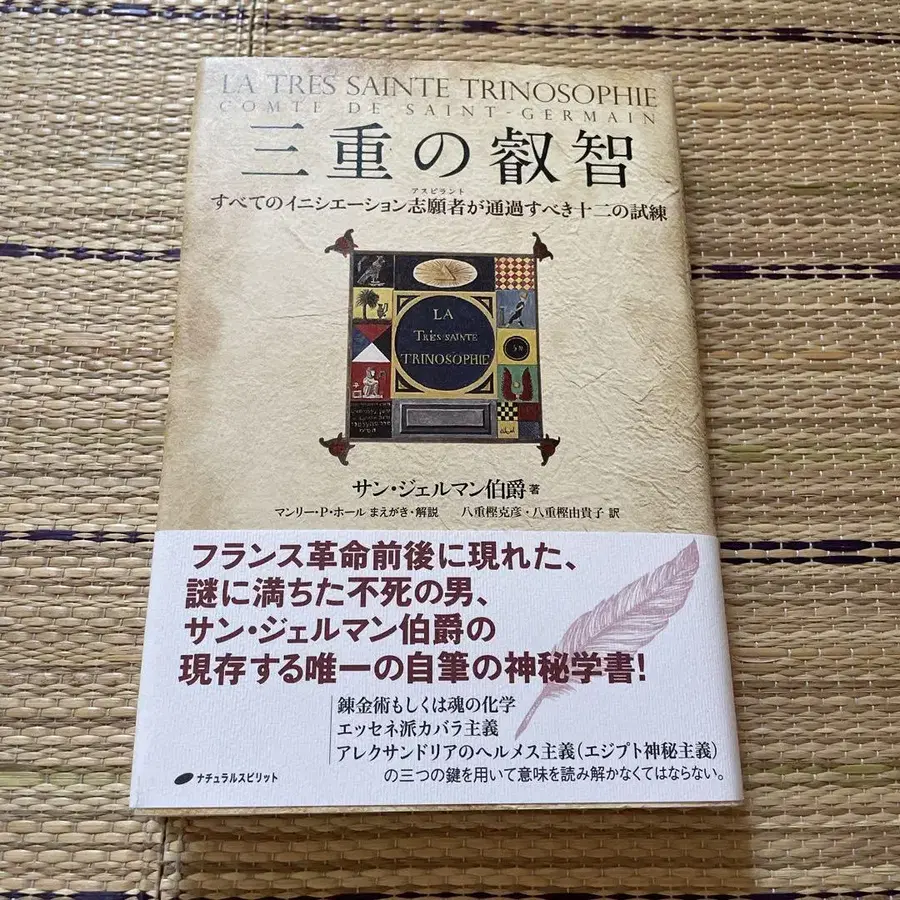 LA TRES SAINTE TRINOSOPHIE
COMTE DE SAINT-GERMAIN
三重の叡智
アスピラント
すべてのイニシエーション志願者が通過すべき十二の試練
LA
TRÈS SAINTE
TRINOSOPHIE
サン・ジェルマン伯爵 著
マンリー・P・ホール まえがき・解説 八重樫克彦・八重樫由貴子 訳
フランス革命前後に現れた、
謎に満ちた不死の男、
サン・ジェルマン伯爵の
現存する唯一の自筆の神秘学書!
錬金術もしくは魂の化学
エッセネ派カバラ主義
アレクサンドリアのヘルメス主義(エジプト神秘主義)
の三つの鍵を用いて意味を読み解かなくてはならない。
ナチュラルスピリット